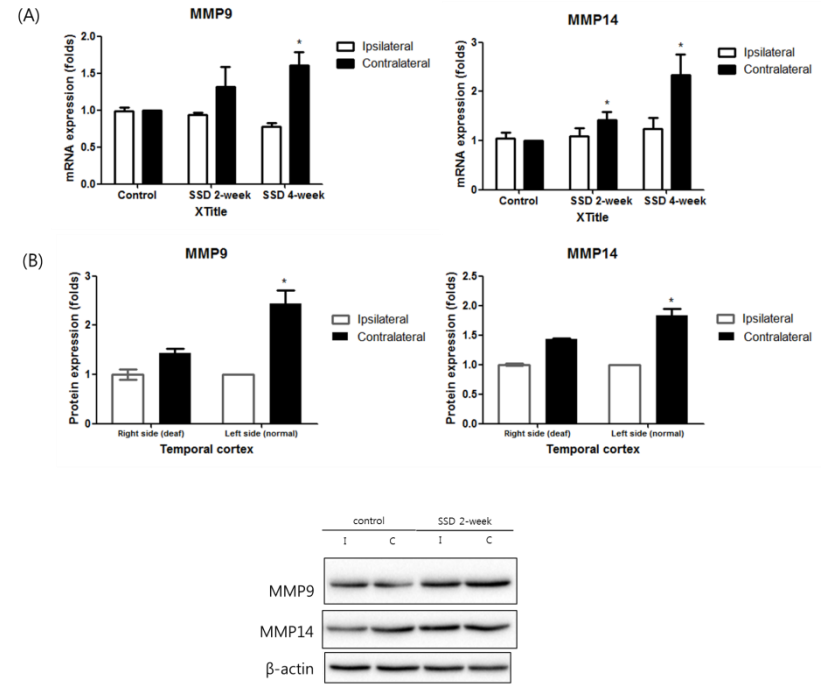 (A)
MMP9
mRNA expression (folds)
2.0
1.5
1.0
0.5
0.0
Control
SSD 2-week
SSD 4-week
XTitle
*
Ipsilateral
Contralateral
MMP14
mRNA expression (folds)
3
2
1
0
Control
SSD 2-week
SSD 4-week
XTitle
*
*
Ipsilateral
Contralateral
(B)
MMP9
Protein expression (folds)
3
2
1
0
Right side (deaf)
Left side (normal)
Temporal cortex
*
Ipsilateral
Contralateral
MMP14
Protein expression (folds)
2.5
2.0
1.5
1.0
0.5
0.0
Right side (deaf)
Left side (normal)
Temporal cortex
*
Ipsilateral
Contralateral
control SSD 2-week
I C I C
MMP9
MMP14
β-actin